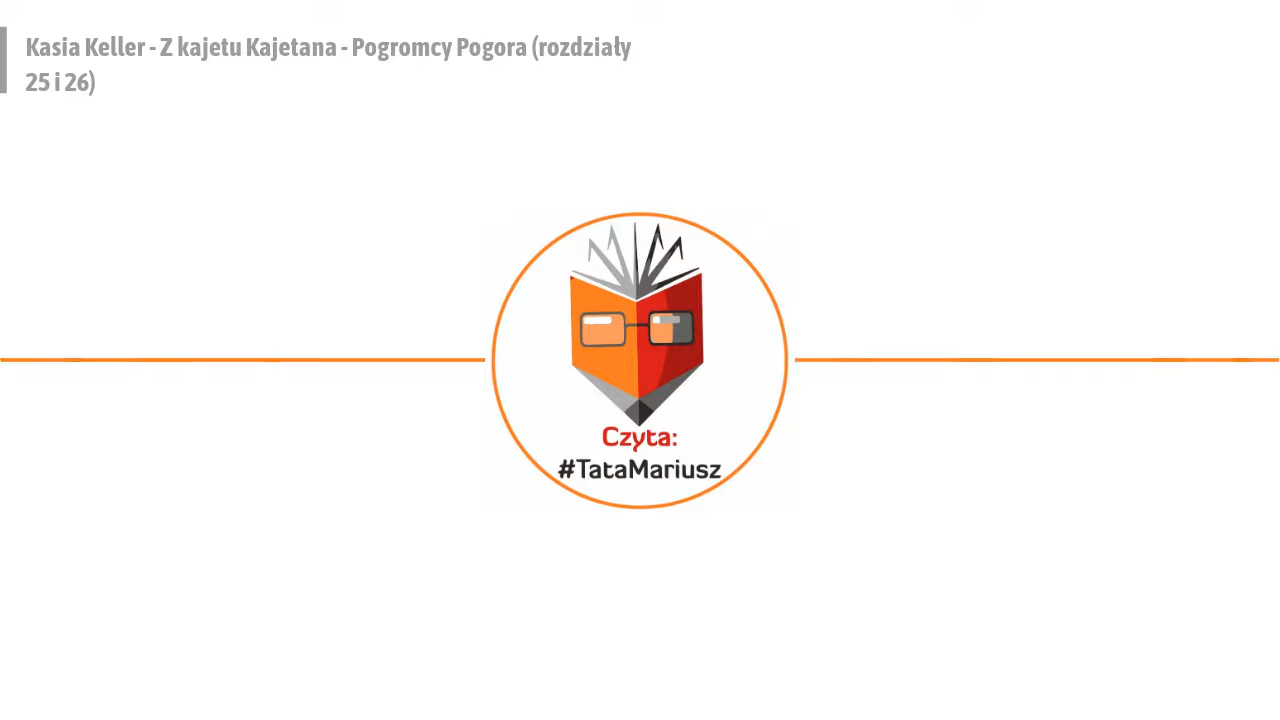 Kasia Keller - Z kajetu Kajetana - Pogromcy Pogora (rozdziały
25 i 26)
Czyta:
#TataMariusz